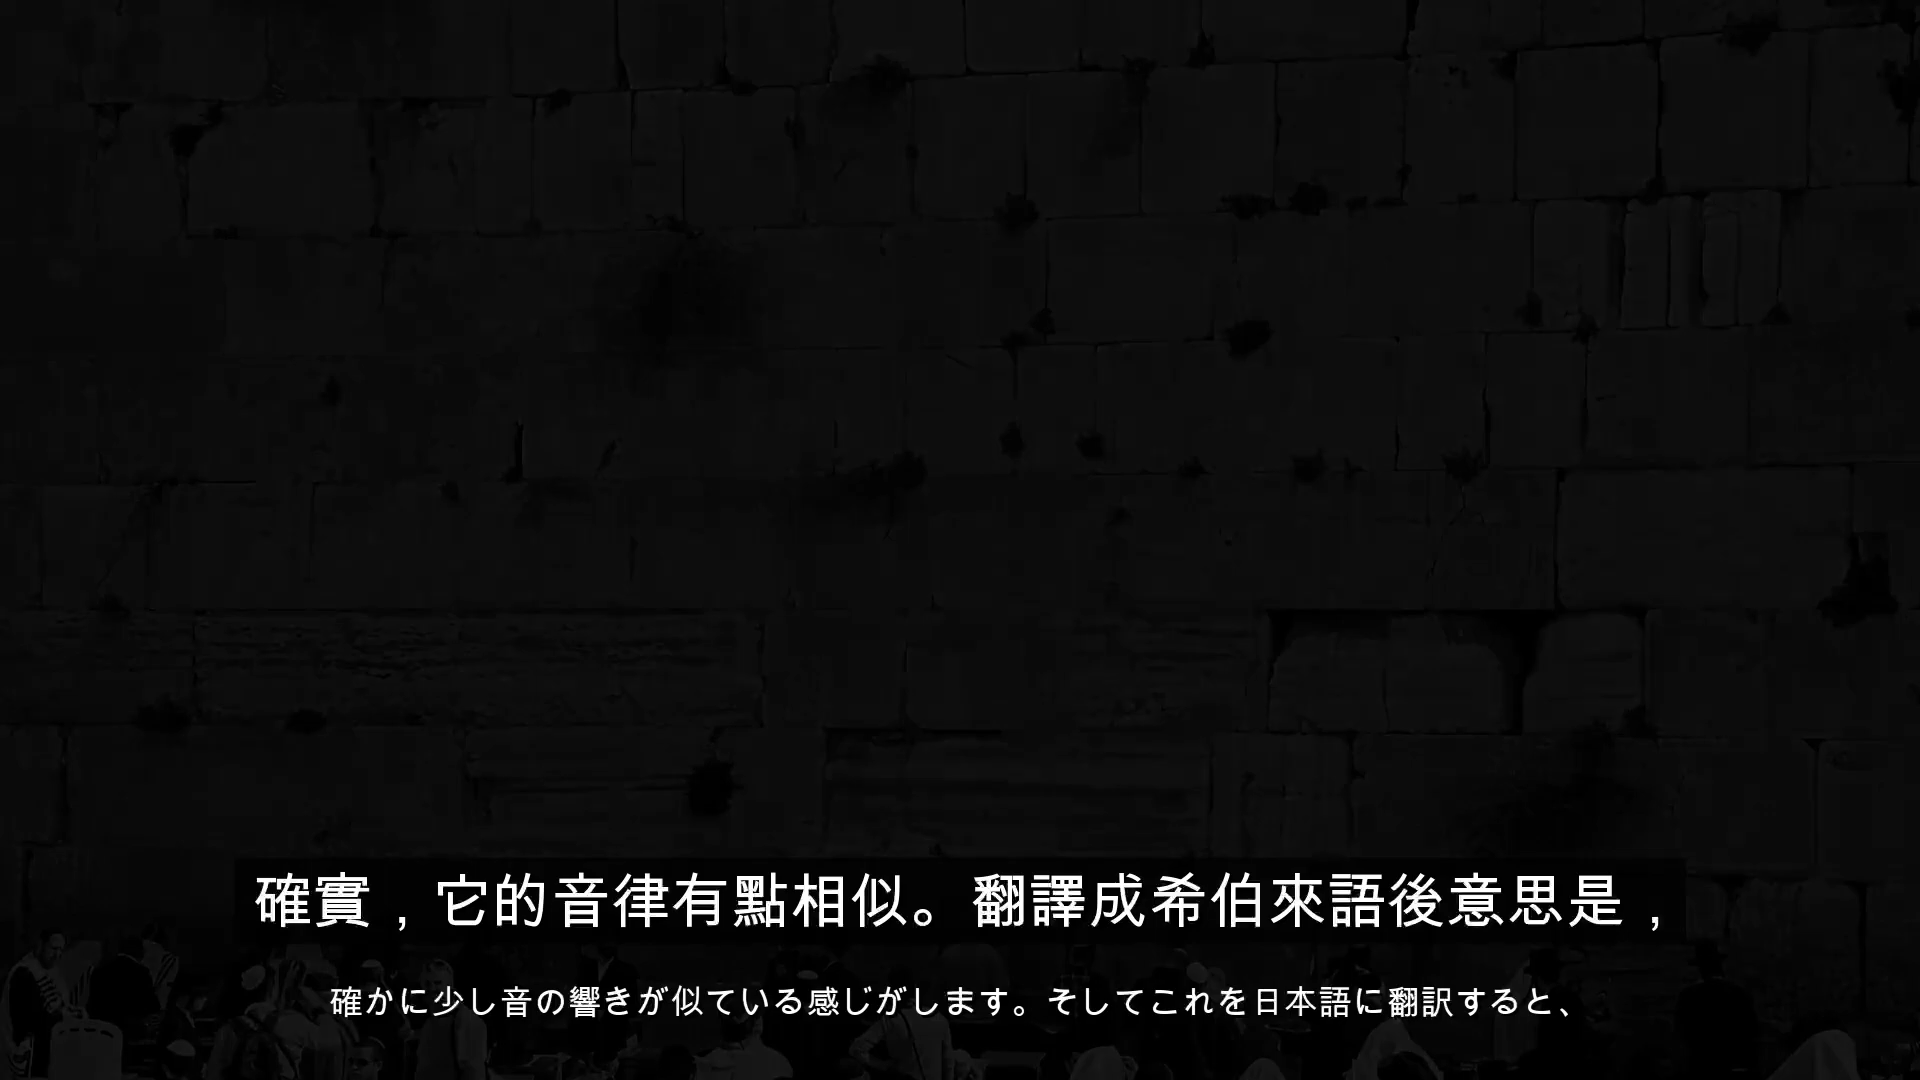 確實，它的音律有點相似。翻譯成希伯來語後意思是，
確かに少し音の響きが似ている感じがします。そしてこれを日本語に翻訳すると、